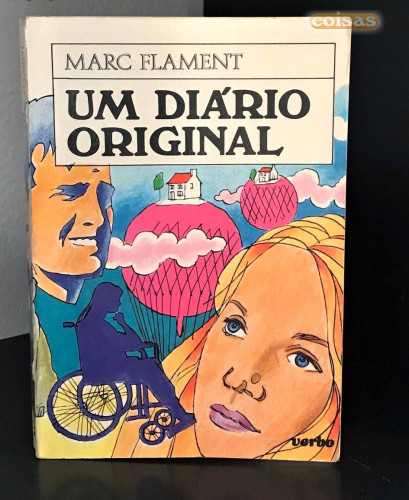 coisas
MARC FLAMENT
UM DIÁRIO
ORIGINAL
verbo